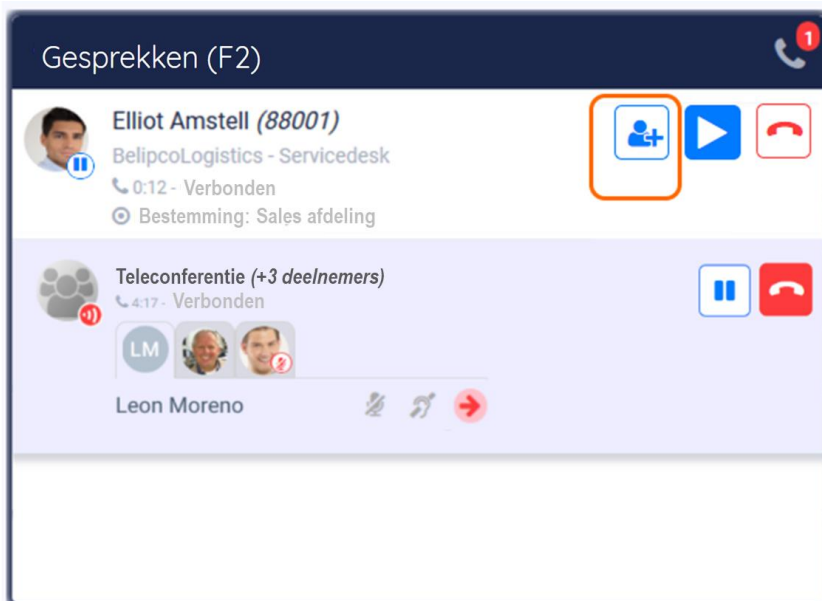 Gesprekken (F2)
1
Elliot Amstell (88001)
BelipcoLogistics - Servicedesk
0:12 - Verbonden
Bestemming: Sales afdeling
Teleconferentie (+3 deelnemers)
4:17 - Verbonden
LM
Leon Moreno